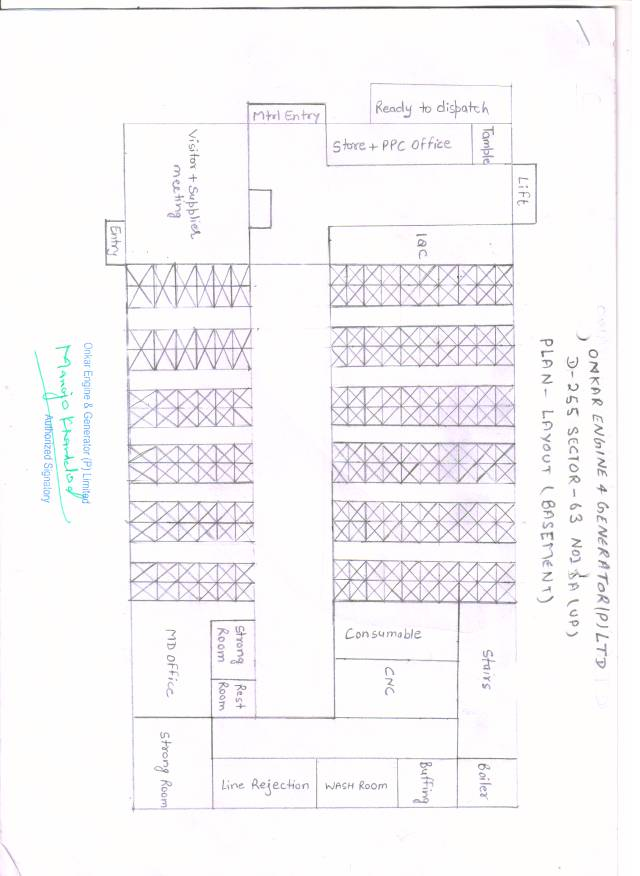 ONKAR ENGINE & GENERATOR (P) LTD
D-255 SECTOR-63 NOIDA (UP)
PLAN- LAYOUT (BASEMENT)
Ready to dispatch
Mtrl Entry
Store + PPC Office
Tample
Lift
Visitor + Supplier
meeting
IQC
Entry
Consumable
Stairs
CNC
Strong
Room
Rest
Room
MD OFFICE
Strong Room
Line Rejection
WASH ROOM
Buffing
Boiler
Onkar Engine & Generator (P) Limited
Authorized Signatory